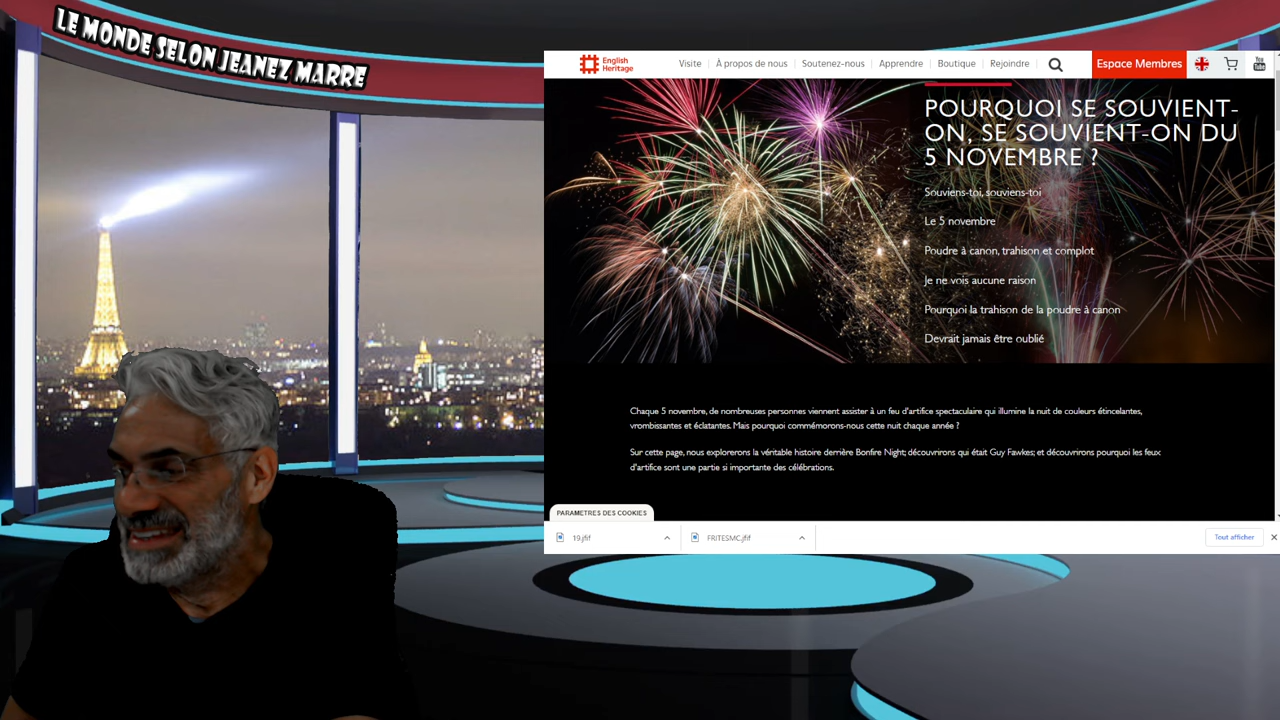 LE MONDE SELON JEANEZ MARRE
English
Heritage
Visite
À propos de nous
Soutenez-nous
Apprendre
Boutique
Rejoindre
Espace Membres
You
Tube
POURQUOI SE SOUVIENT-
ON, SE SOUVIENT-ON DU
5 NOVEMBRE ?
Souviens-toi, souviens-toi
Le 5 novembre
Poudre à canon, trahison et complot
Je ne vois aucune raison
Pourquoi la trahison de la poudre à canon
Devrait jamais être oublié
Chaque 5 novembre, de nombreuses personnes viennent assister à un feu d'artifice spectaculaire qui illumine la nuit de couleurs étincelantes,
vrombissantes et éclatantes. Mais pourquoi commémorons-nous cette nuit chaque année ?
Sur cette page, nous explorerons la véritable histoire derrière Bonfire Night; découvrirons qui était Guy Fawkes; et découvrirons pourquoi les feux
d'artifice sont une partie si importante des célébrations.
PARAMETRES DES COOKIES
19.jfif
FRITESMC.jfif
Tout afficher